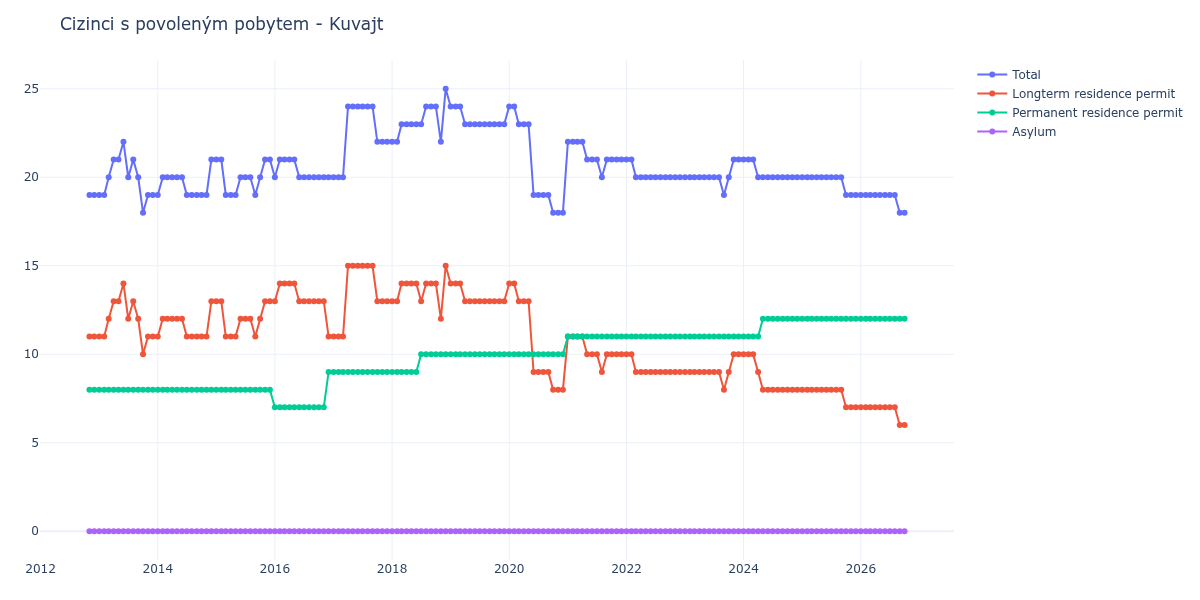 Cizinci s povoleným pobytem - Kuvajt
Total
Longterm residence permit
Permanent residence permit
Asylum
25
20
15
10
5
0
2012 2014 2016 2018 2020 2022 2024 2026